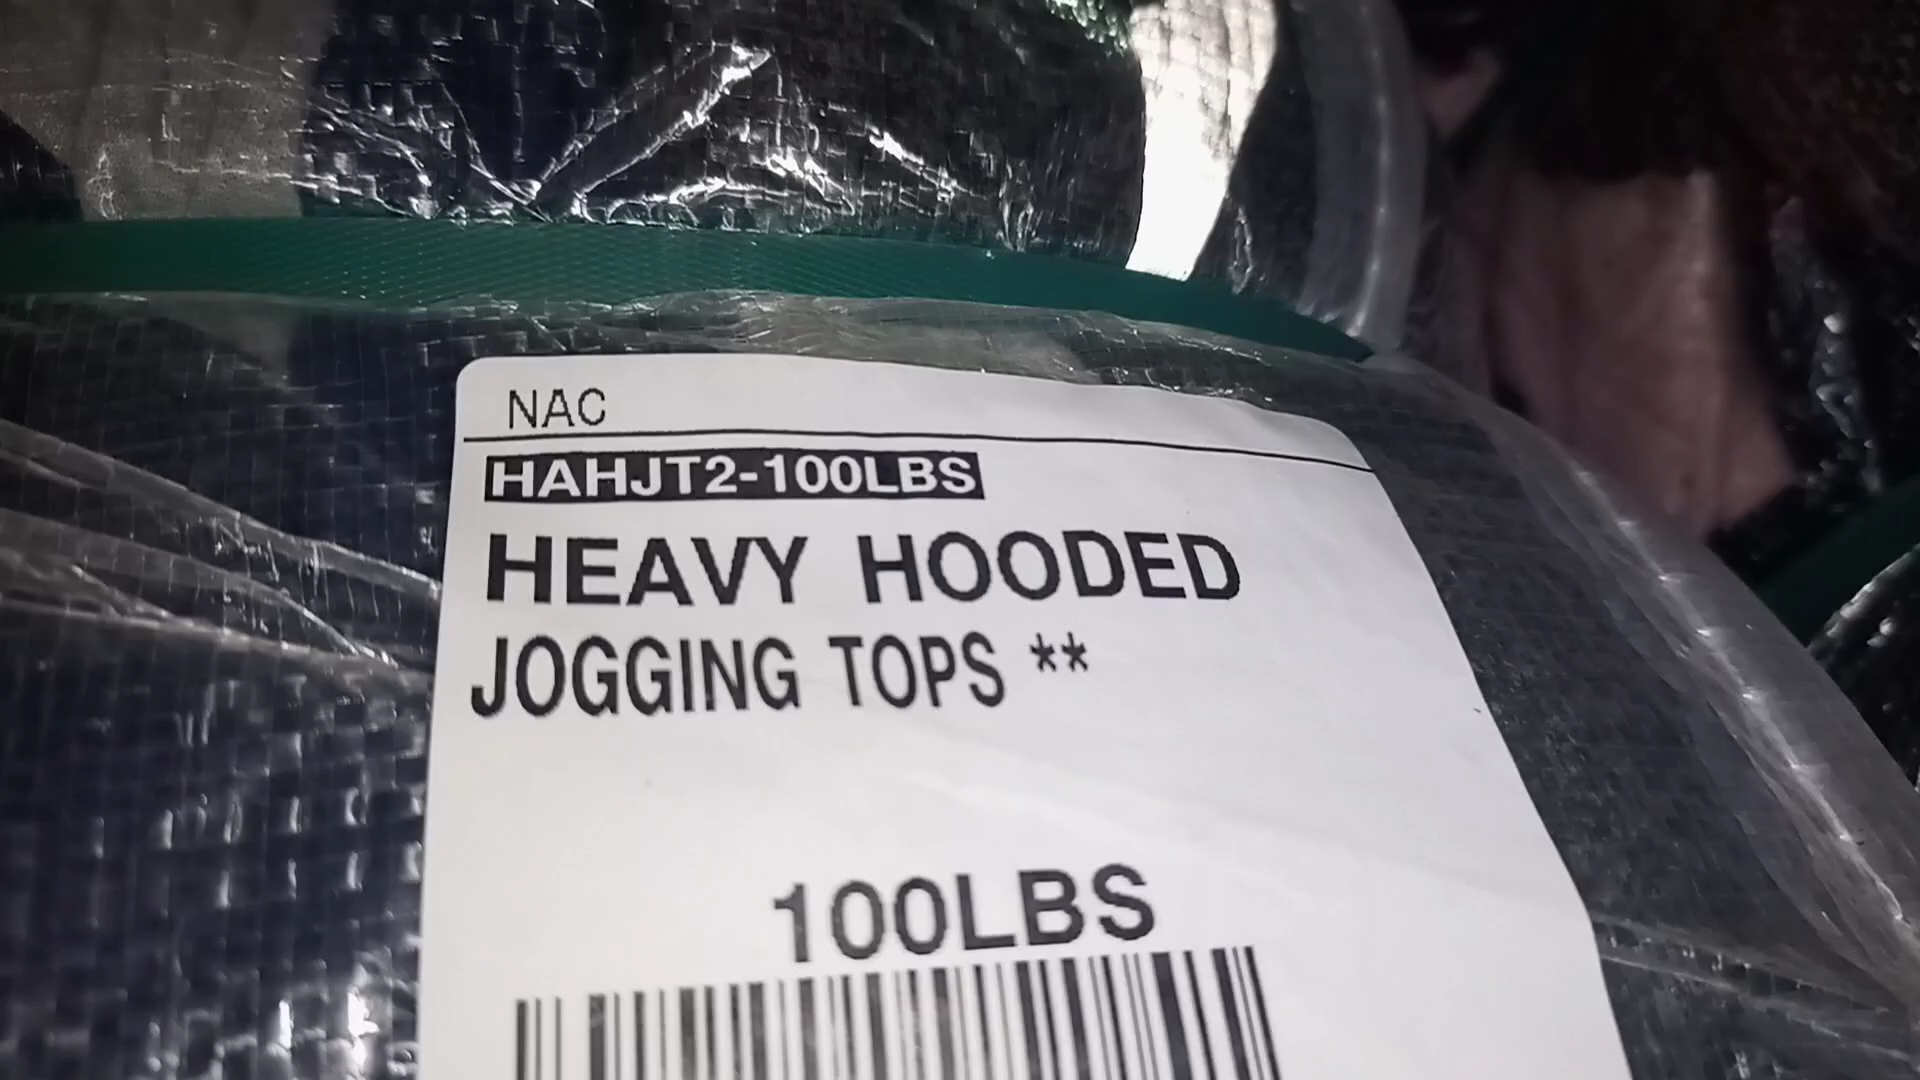 NAC
HAHJT2-100LBS
HEAVY HOODED
JOGGING TOPS **
100LBS